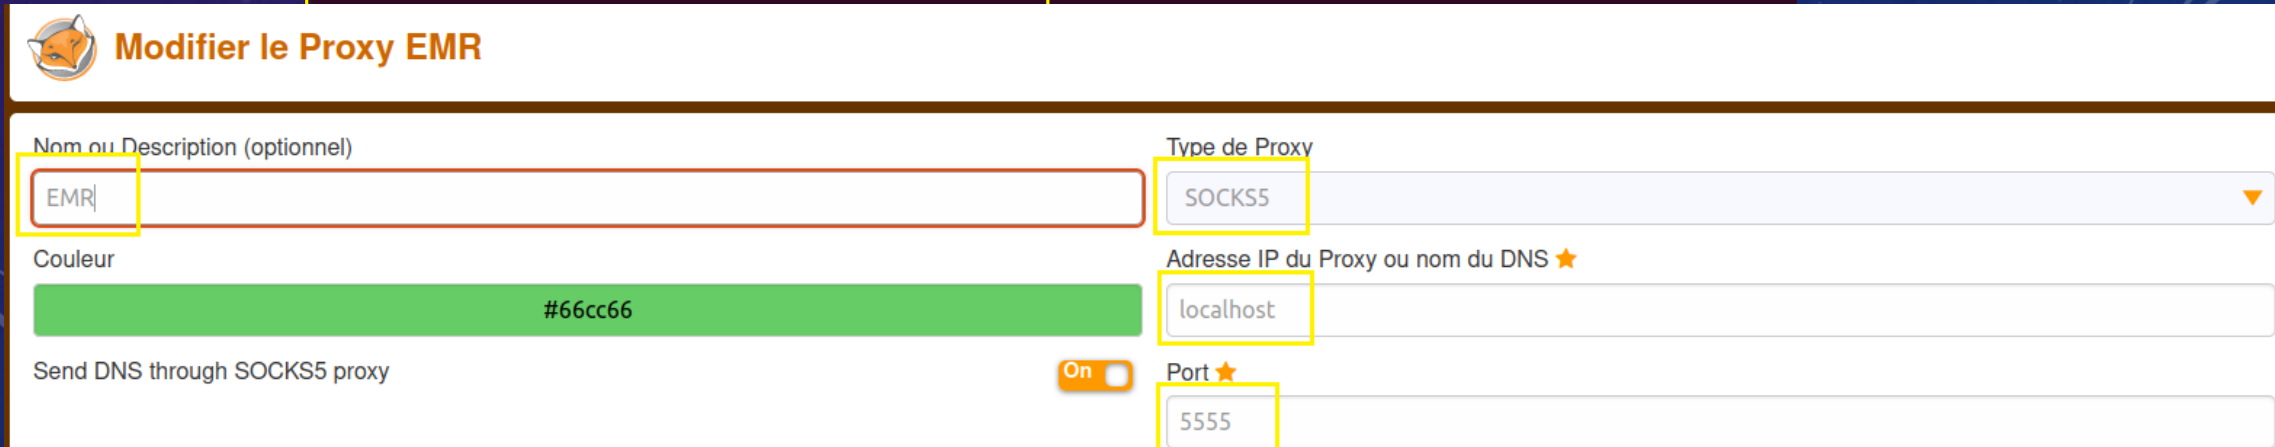 Modifier le Proxy EMR
Nom ou Description (optionnel)
EMR
Couleur
#66cc66
Send DNS through SOCKS5 proxy
On
Type de Proxy
SOCKS5
Adresse IP du Proxy ou nom du DNS
localhost
Port
5555